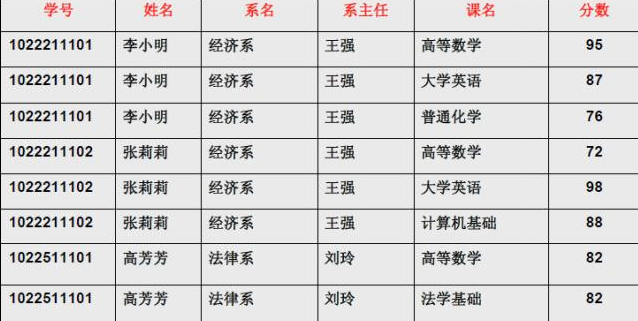 学号 姓名 系名 系主任 课名 分数
1022211101 李小明 经济系 王强 高等数学 95
1022211101 李小明 经济系 王强 大学英语 87
1022211101 李小明 经济系 王强 普通化学 76
1022211102 张莉莉 经济系 王强 高等数学 72
1022211102 张莉莉 经济系 王强 大学英语 98
1022211102 张莉莉 经济系 王强 计算机基础 88
1022511101 高芳芳 法律系 刘玲 高等数学 82
1022511101 高芳芳 法律系 刘玲 法学基础 82